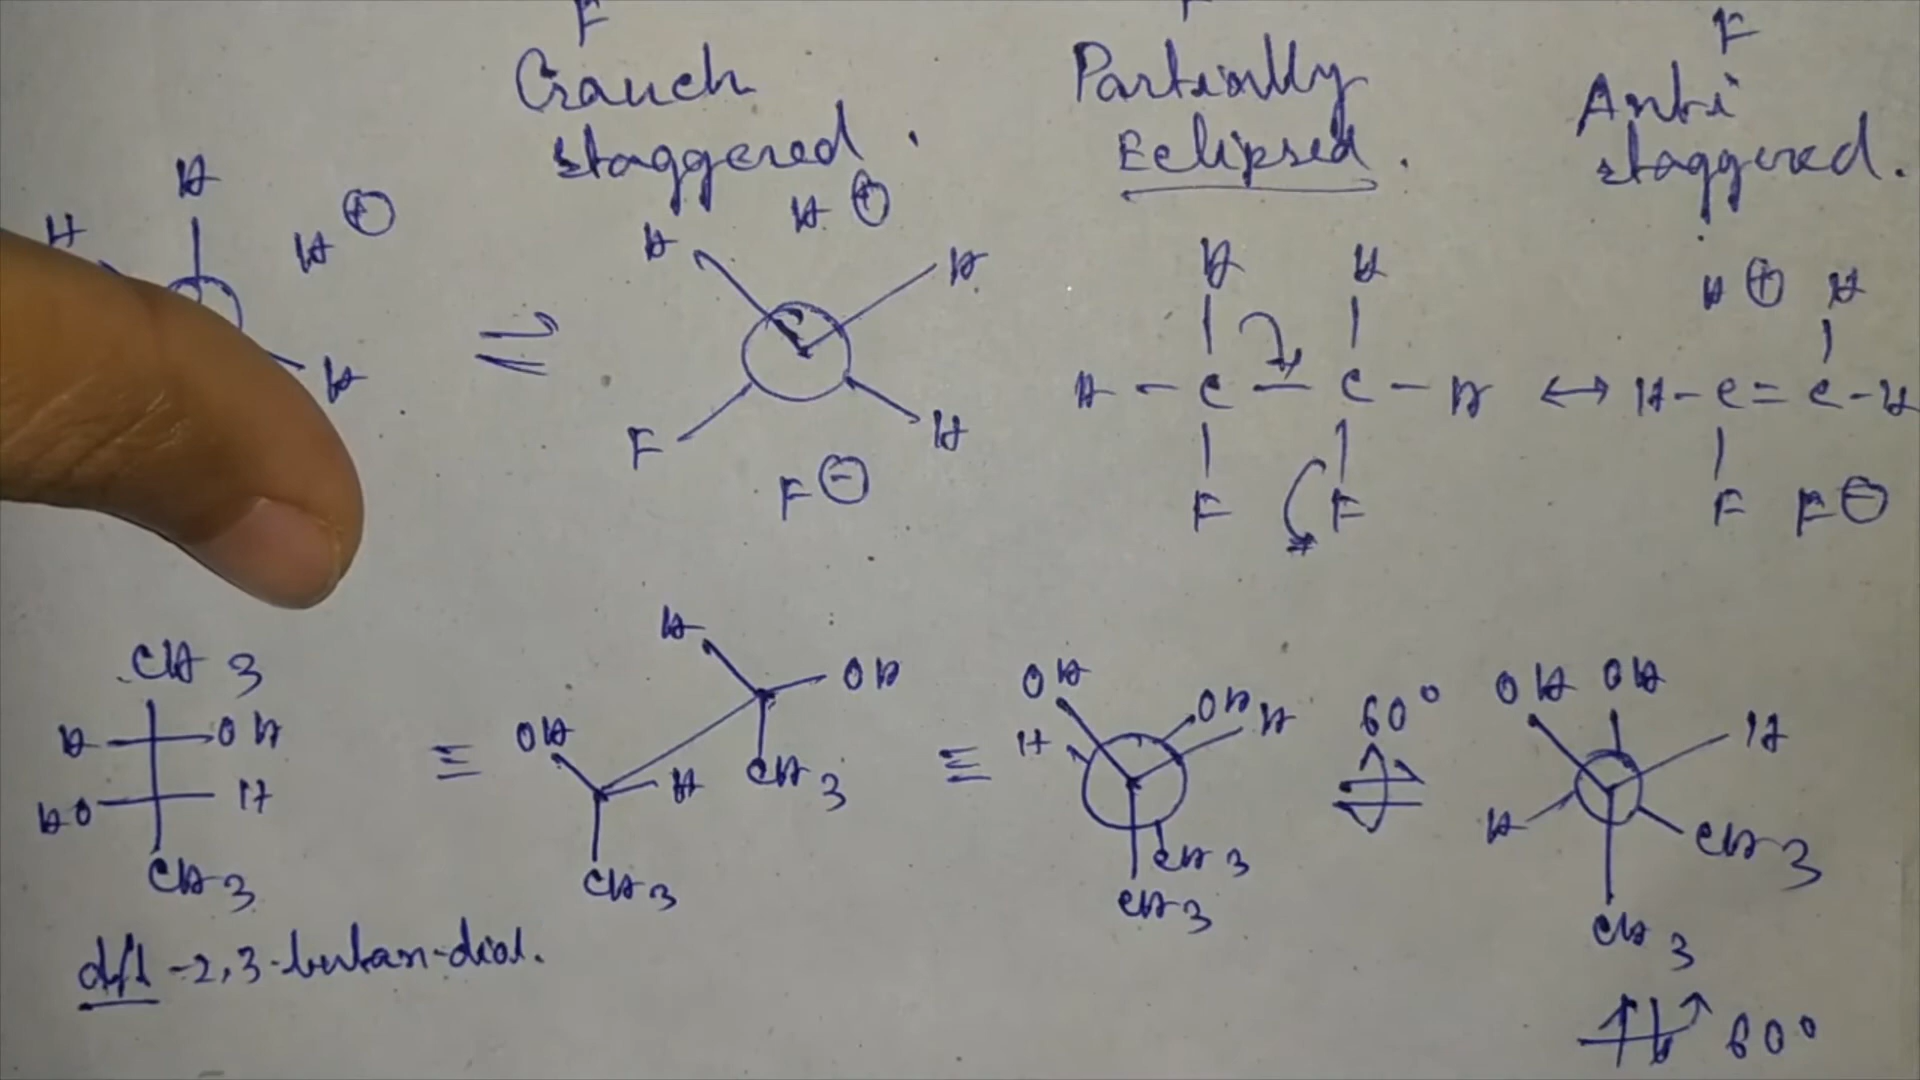 F
F
Crauch
staggered.
Partially
Eclipsed.
Anti
staggered.
H
H
H⊕
H
⇌
H
H⊕
H
F
H
F⊖
H H
H - C - C - H
F F
↔
H⊕ H
H - C = C - H
F F⊖
CH3
H OH
HO H
CH3
≡
H
OH
OH
H
CH3
CH3
≡
OH
H
OH
H
CH3
CH3
60°
OH OH
H
H
CH3
CH3
60°
d/l -2,3-butan-diol.